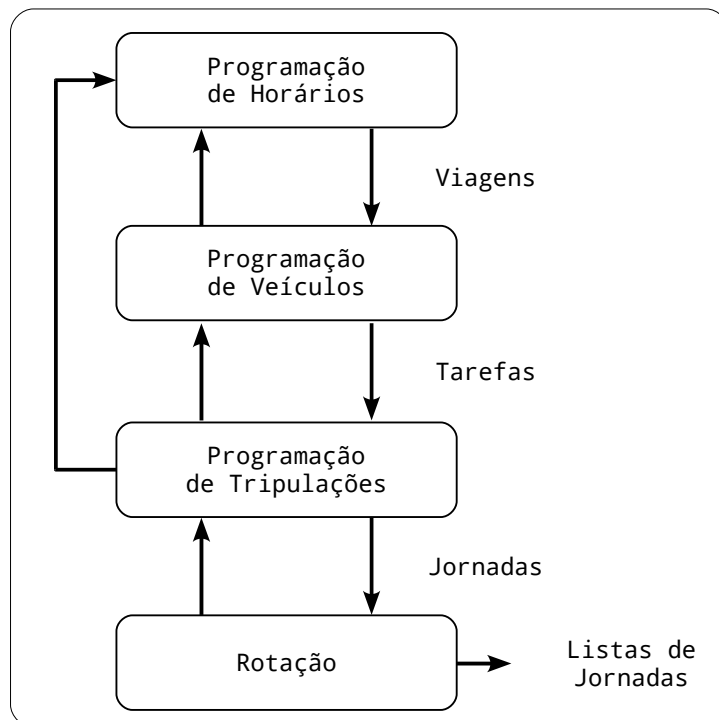 Programação
de Horários
Viagens
Programação
de Veículos
Tarefas
Programação
de Tripulações
Jornadas
Rotação
Listas de
Jornadas